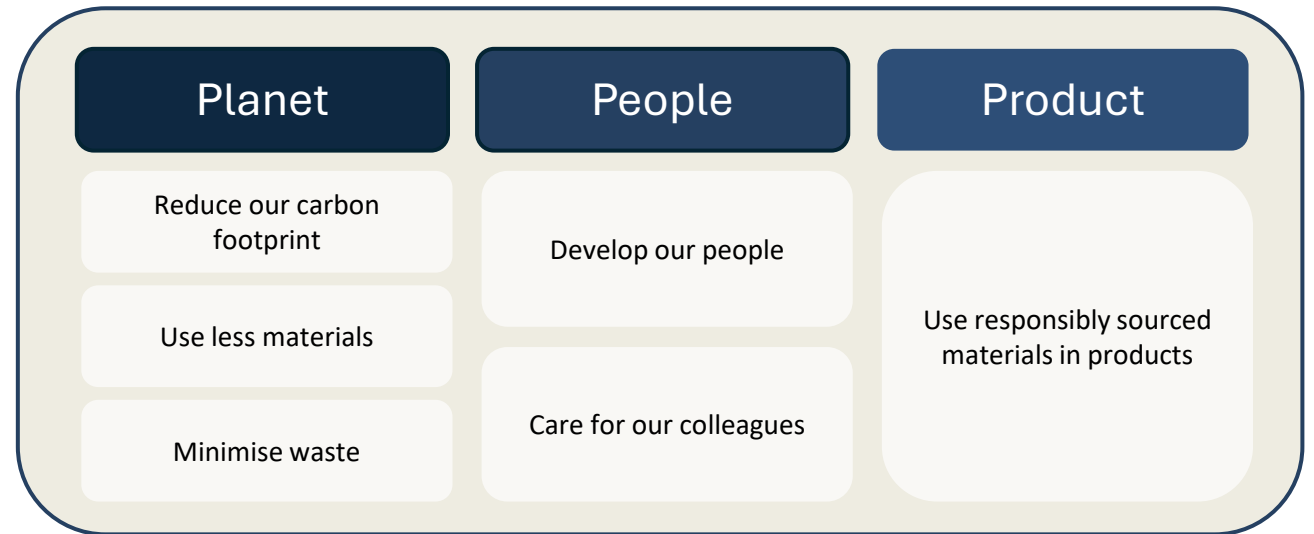 Planet
Reduce our carbon
footprint
Use less materials
Minimise waste
People
Develop our people
Care for our colleagues
Product
Use responsibly sourced
materials in products